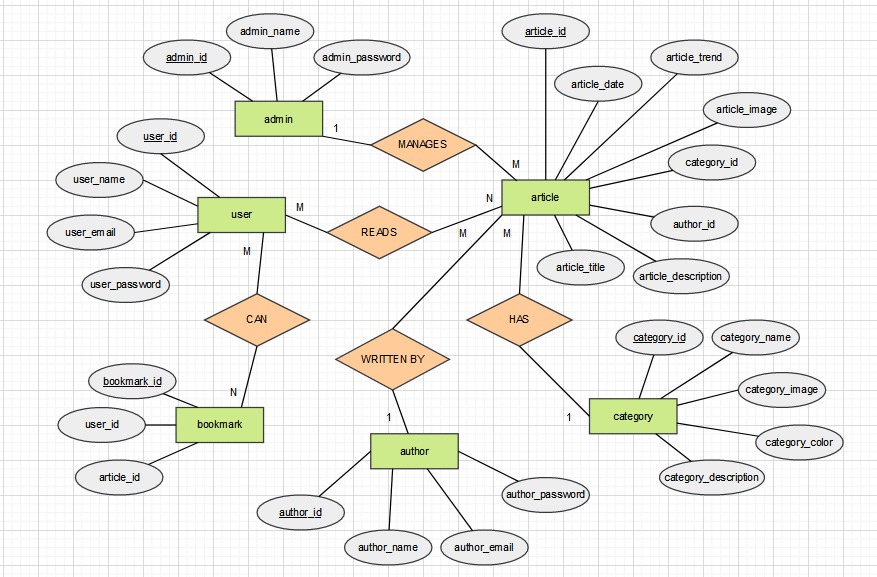 admin_name
article_id
admin_id
admin_password
article_trend
article_date
article_image
admin
1
user_id
MANAGES
M
category_id
user_name
N
article
user
M
author_id
user_email
READS
M
M
M
article_title
article_description
user_password
CAN
HAS
category_id
category_name
WRITTEN BY
bookmark_id
N
category_image
user_id
bookmark
1
1
category
category_color
author
article_id
category_description
author_password
author_id
author_name
author_email